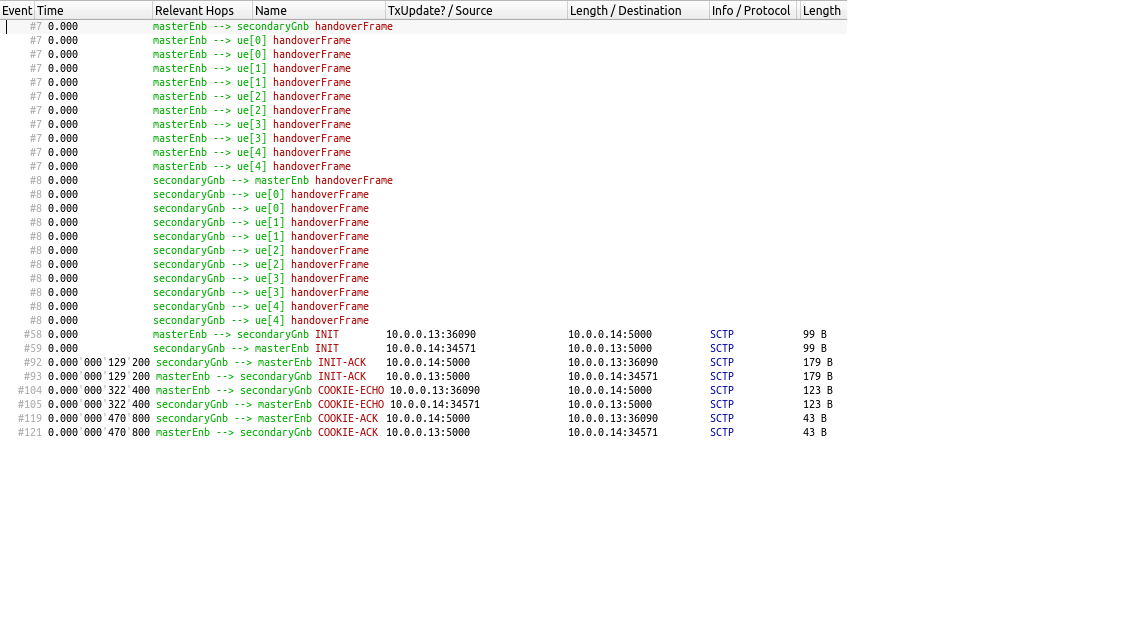 Event Time Relevant Hops Name TxUpdate? / Source Length / Destination Info / Protocol Length
#7 0.000 masterEnb --> secondaryGnb handoverFrame
#7 0.000 masterEnb --> ue[0] handoverFrame
#7 0.000 masterEnb --> ue[0] handoverFrame
#7 0.000 masterEnb --> ue[1] handoverFrame
#7 0.000 masterEnb --> ue[1] handoverFrame
#7 0.000 masterEnb --> ue[2] handoverFrame
#7 0.000 masterEnb --> ue[2] handoverFrame
#7 0.000 masterEnb --> ue[3] handoverFrame
#7 0.000 masterEnb --> ue[3] handoverFrame
#7 0.000 masterEnb --> ue[4] handoverFrame
#7 0.000 masterEnb --> ue[4] handoverFrame
#8 0.000 secondaryGnb --> masterEnb handoverFrame
#8 0.000 secondaryGnb --> ue[0] handoverFrame
#8 0.000 secondaryGnb --> ue[0] handoverFrame
#8 0.000 secondaryGnb --> ue[1] handoverFrame
#8 0.000 secondaryGnb --> ue[1] handoverFrame
#8 0.000 secondaryGnb --> ue[2] handoverFrame
#8 0.000 secondaryGnb --> ue[2] handoverFrame
#8 0.000 secondaryGnb --> ue[3] handoverFrame
#8 0.000 secondaryGnb --> ue[3] handoverFrame
#8 0.000 secondaryGnb --> ue[4] handoverFrame
#8 0.000 secondaryGnb --> ue[4] handoverFrame
#58 0.000 masterEnb --> secondaryGnb INIT 10.0.0.13:36090 10.0.0.14:5000 SCTP 99 B
#59 0.000 secondaryGnb --> masterEnb INIT 10.0.0.14:34571 10.0.0.13:5000 SCTP 99 B
#92 0.000'000'129'200 secondaryGnb --> masterEnb INIT-ACK 10.0.0.14:5000 10.0.0.13:36090 SCTP 179 B
#93 0.000'000'129'200 masterEnb --> secondaryGnb INIT-ACK 10.0.0.13:5000 10.0.0.14:34571 SCTP 179 B
#104 0.000'000'322'400 masterEnb --> secondaryGnb COOKIE-ECHO 10.0.0.13:36090 10.0.0.14:5000 SCTP 123 B
#105 0.000'000'322'400 secondaryGnb --> masterEnb COOKIE-ECHO 10.0.0.14:34571 10.0.0.13:5000 SCTP 123 B
#119 0.000'000'470'800 secondaryGnb --> masterEnb COOKIE-ACK 10.0.0.14:5000 10.0.0.13:36090 SCTP 43 B
#121 0.000'000'470'800 masterEnb --> secondaryGnb COOKIE-ACK 10.0.0.13:5000 10.0.0.14:34571 SCTP 43 B